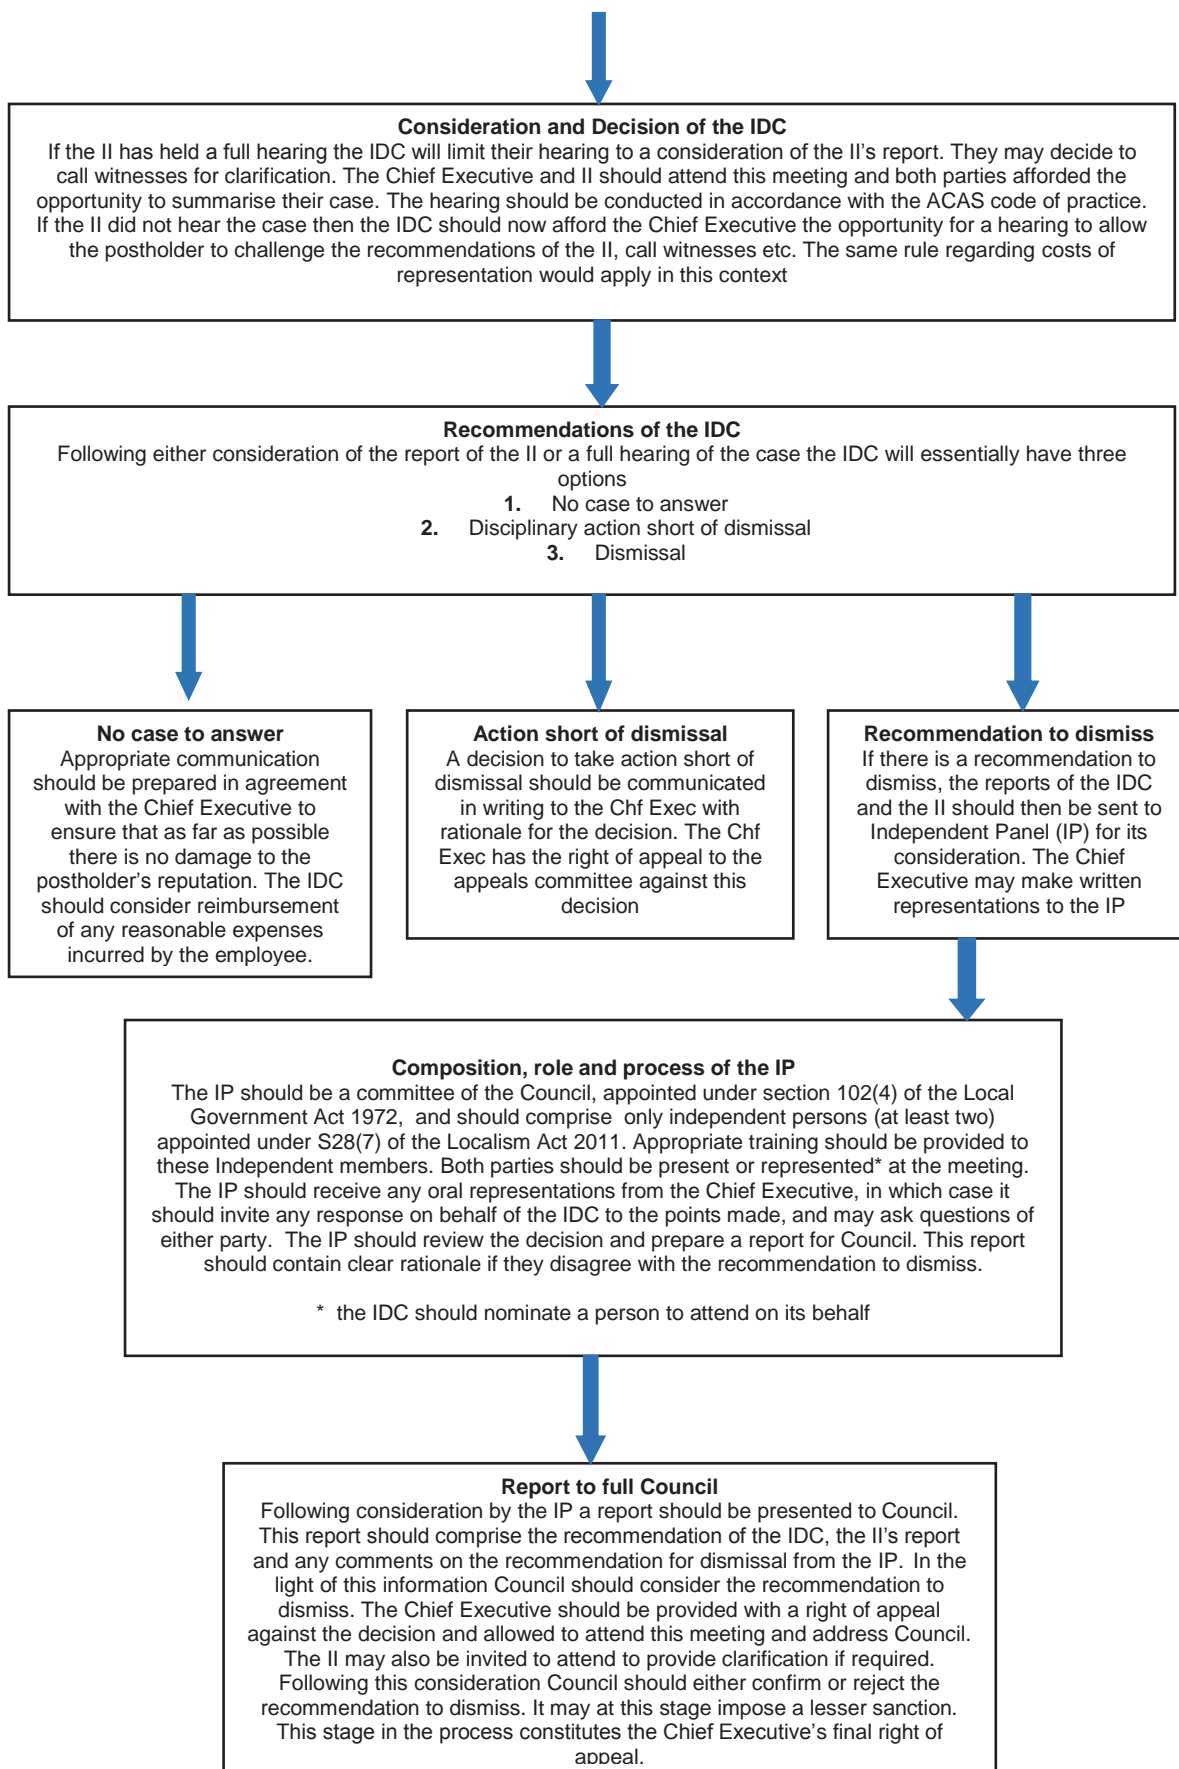 Consideration and Decision of the IDC
If the II has held a full hearing the IDC will limit their hearing to a consideration of the II's report. They may decide to
call witnesses for clarification. The Chief Executive and II should attend this meeting and both parties afforded the
opportunity to summarise their case. The hearing should be conducted in accordance with the ACAS code of practice.
If the II did not hear the case then the IDC should now afford the Chief Executive the opportunity for a hearing to allow
the postholder to challenge the recommendations of the II, call witnesses etc. The same rule regarding costs of
representation would apply in this context
Recommendations of the IDC
Following either consideration of the report of the II or a full hearing of the case the IDC will essentially have three
options
1. No case to answer
2. Disciplinary action short of dismissal
3. Dismissal
No case to answer
Appropriate communication
should be prepared in agreement
with the Chief Executive to
ensure that as far as possible
there is no damage to the
postholder's reputation. The IDC
should consider reimbursement
of any reasonable expenses
incurred by the employee.
Action short of dismissal
A decision to take action short of
dismissal should be communicated
in writing to the Chf Exec with
rationale for the decision. The Chf
Exec has the right of appeal to the
appeals committee against this
decision
Recommendation to dismiss
If there is a recommendation to
dismiss, the reports of the IDC
and the II should then be sent to
Independent Panel (IP) for its
consideration. The Chief
Executive may make written
representations to the IP
Composition, role and process of the IP
The IP should be a committee of the Council, appointed under section 102(4) of the Local
Government Act 1972, and should comprise only independent persons (at least two)
appointed under S28(7) of the Localism Act 2011. Appropriate training should be provided to
these Independent members. Both parties should be present or represented* at the meeting.
The IP should receive any oral representations from the Chief Executive, in which case it
should invite any response on behalf of the IDC to the points made, and may ask questions of
either party. The IP should review the decision and prepare a report for Council. This report
should contain clear rationale if they disagree with the recommendation to dismiss.
* the IDC should nominate a person to attend on its behalf
Report to full Council
Following consideration by the IP a report should be presented to Council.
This report should comprise the recommendation of the IDC, the II's report
and any comments on the recommendation for dismissal from the IP. In the
light of this information Council should consider the recommendation to
dismiss. The Chief Executive should be provided with a right of appeal
against the decision and allowed to attend this meeting and address Council.
The II may also be invited to attend to provide clarification if required.
Following this consideration Council should either confirm or reject the
recommendation to dismiss. It may at this stage impose a lesser sanction.
This stage in the process constitutes the Chief Executive's final right of
appeal.